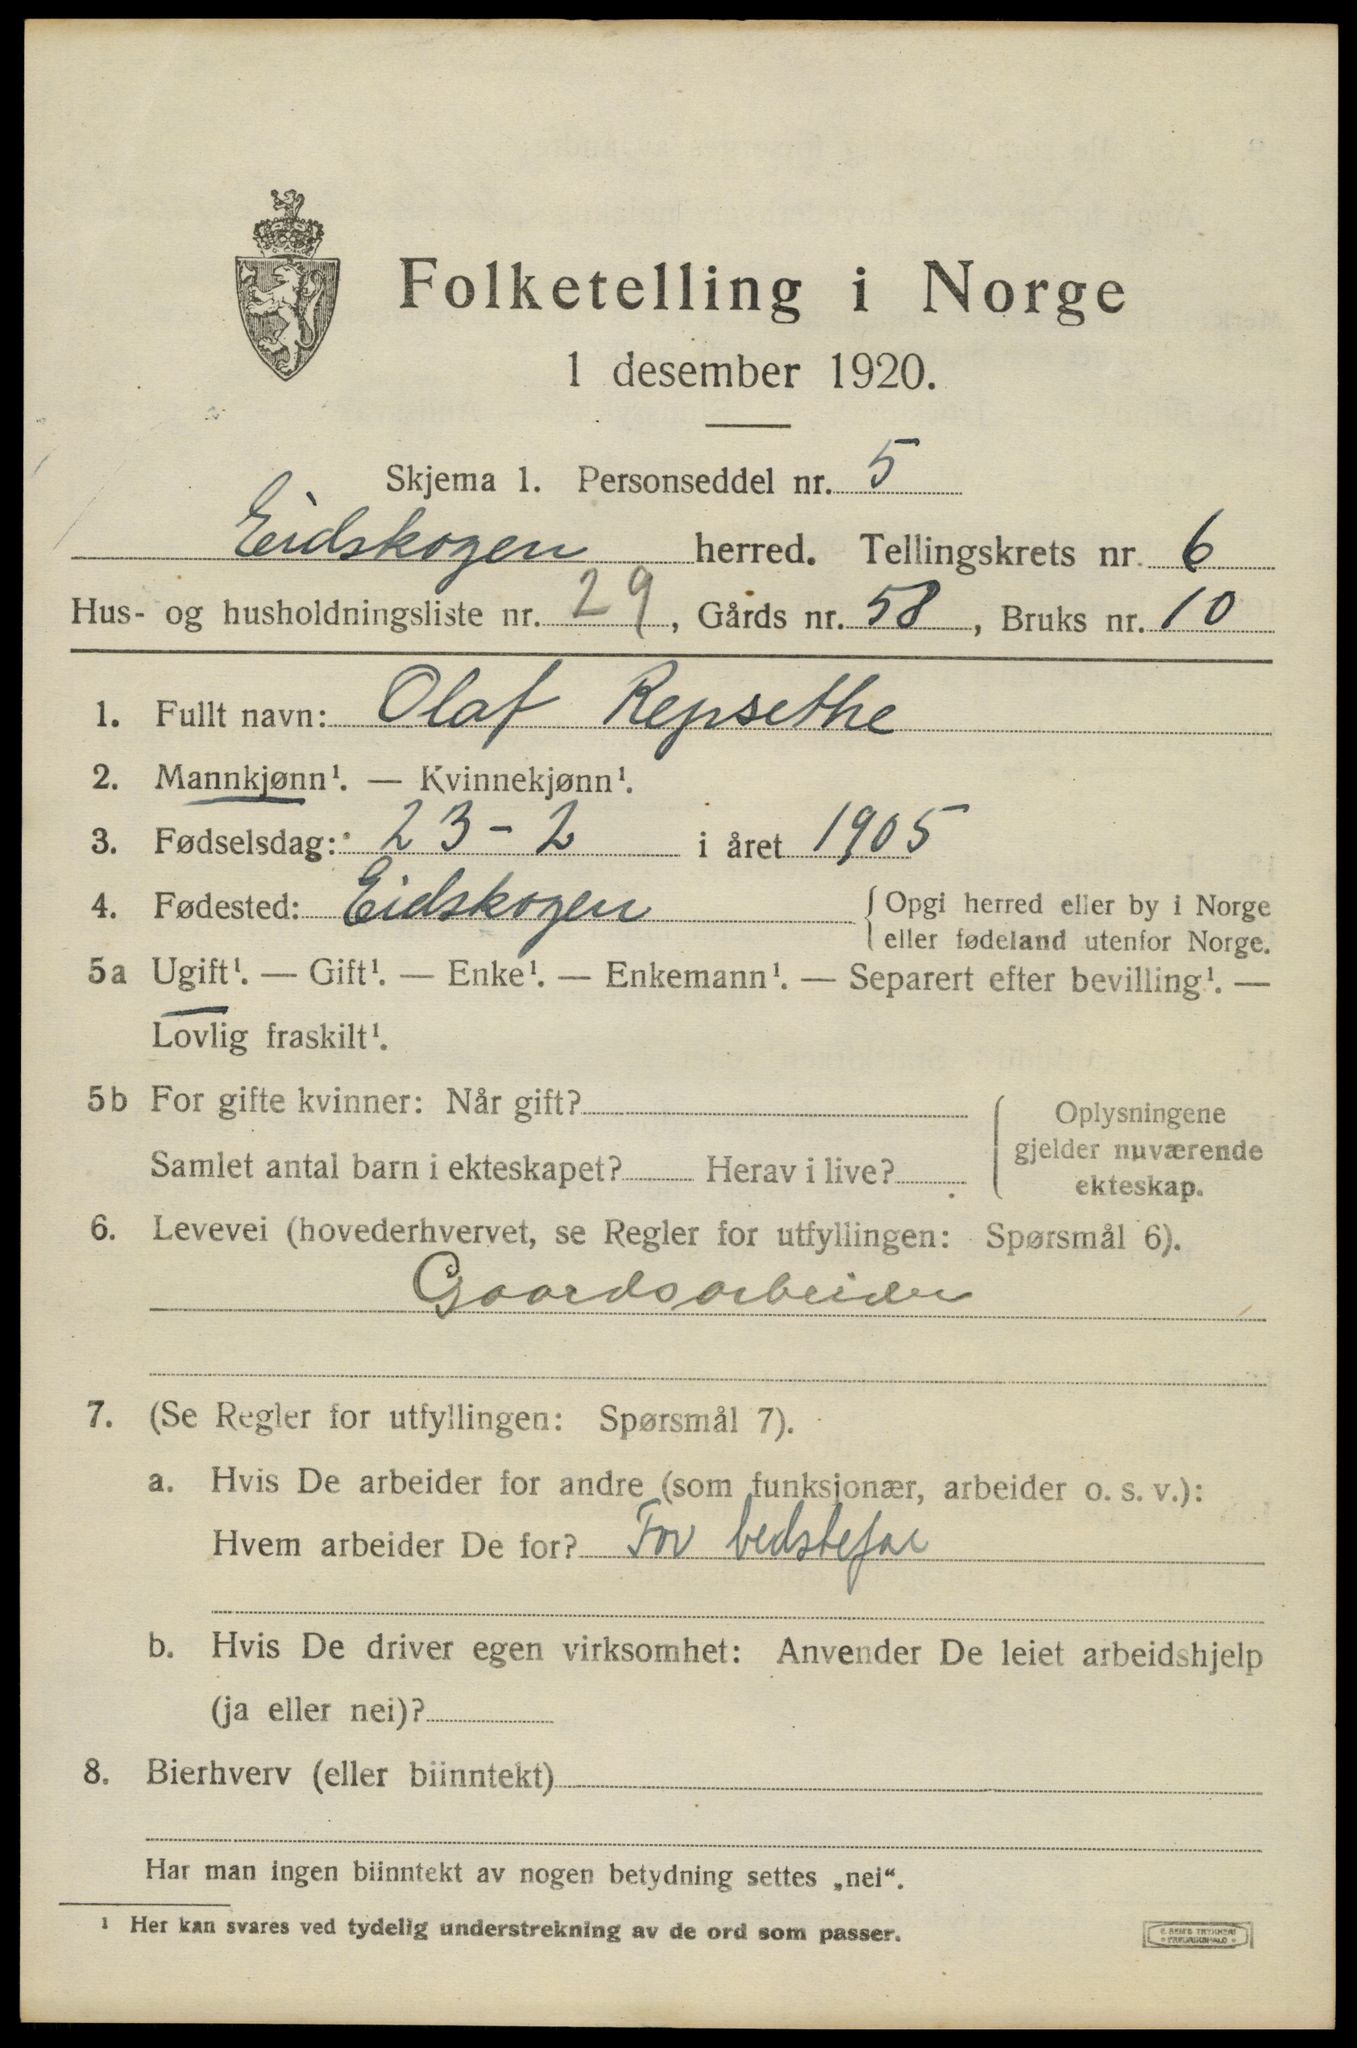 Folketelling i Norge
1 desember 1920.
Skjema 1. Personseddel nr. 5
Eidskogen herred. Tellingskrets nr. 6
Hus- og husholdningsliste nr. 29, Gårds nr. 58, Bruks nr. 10
1. Fullt navn: Olaf Repsethe
2. Mannkjønn¹. — Kvinnekjønn¹.
3. Fødselsdag: 23-2 i året 1905
4. Fødested: Eidskogen { Opgi herred eller by i Norge
eller fødeland utenfor Norge.
5a Ugift¹. — Gift¹. — Enke¹. — Enkemann¹. — Separert efter bevilling¹. —
Lovlig fraskilt¹.
5b For gifte kvinner: Når gift?
Samlet antal barn i ekteskapet? Herav i live?
Oplysningene
gjelder nuværende
ekteskap.
6. Levevei (hovederhvervet, se Regler for utfyllingen: Spørsmål 6).
Gaardsarbeider
7. (Se Regler for utfyllingen: Spørsmål 7).
a. Hvis De arbeider for andre (som funksjonær, arbeider o. s. v.):
Hvem arbeider De for? For bedstefar
b. Hvis De driver egen virksomhet: Anvender De leiet arbeidshjelp
(ja eller nei)?
8. Bierhverv (eller biinntekt)
Har man ingen biinntekt av nogen betydning settes „nei“.
¹ Her kan svares ved tydelig understrekning av de ord som passer.